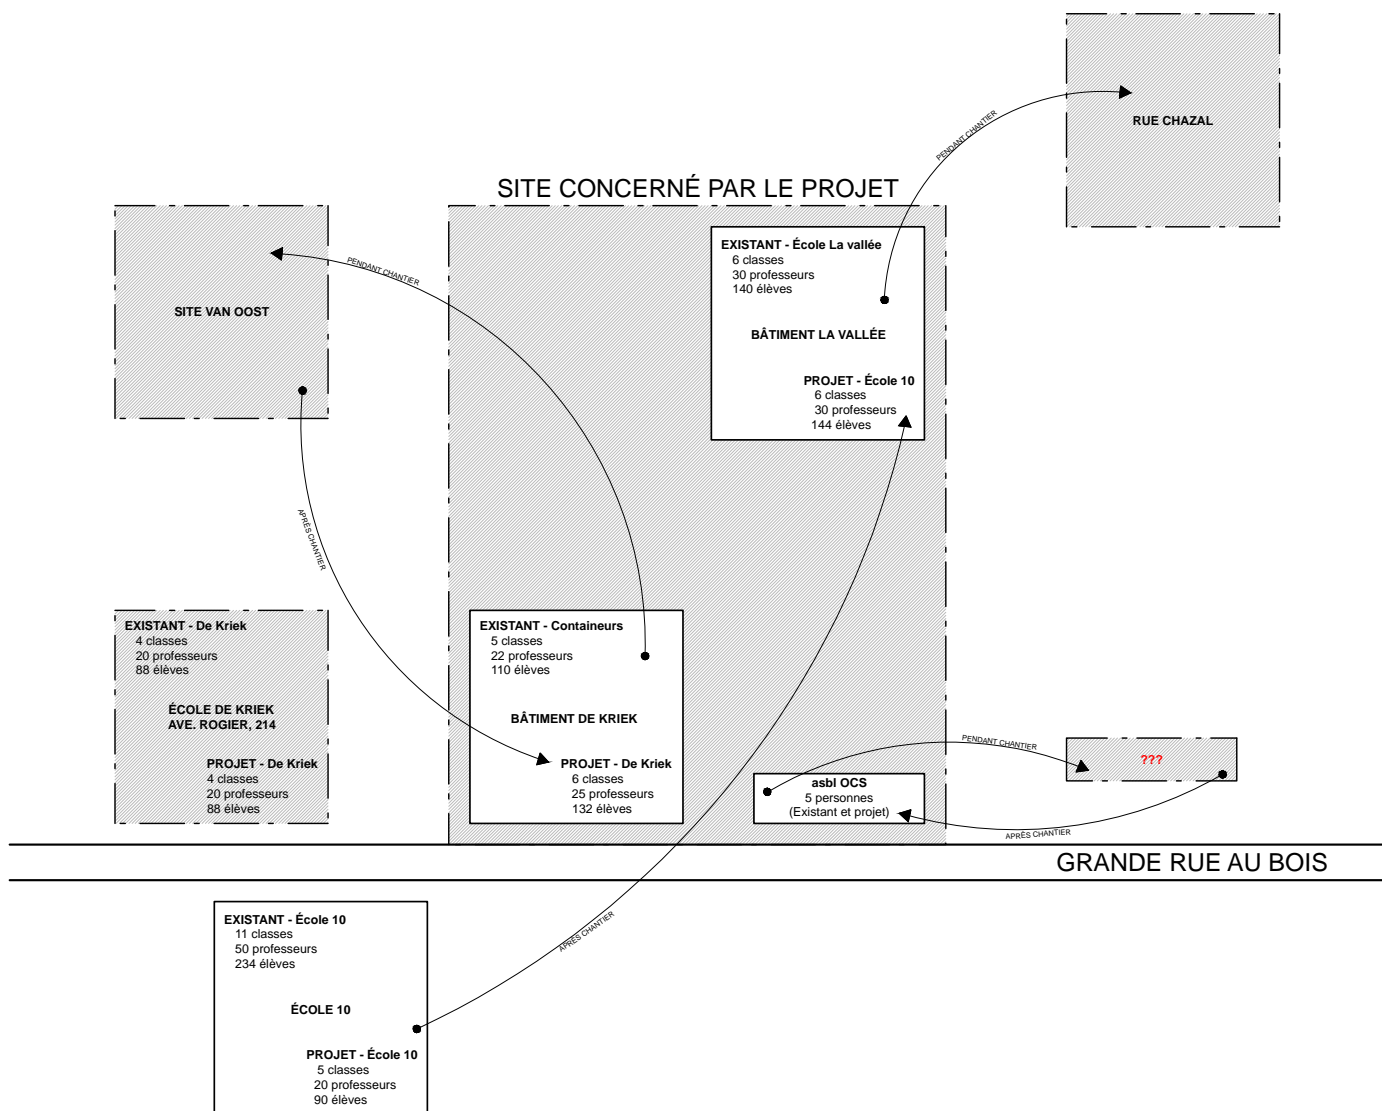 RUE CHAZAL
PENDANT CHANTIER
SITE CONCERNÉ PAR LE PROJET
EXISTANT - École La vallée
6 classes
30 professeurs
140 élèves
BÂTIMENT LA VALLÉE
PROJET - École 10
6 classes
30 professeurs
144 élèves
PENDANT CHANTIER
SITE VAN OOST
APRÈS CHANTIER
EXISTANT - De Kriek
4 classes
20 professeurs
88 élèves
ÉCOLE DE KRIEK
AVE. ROGIER, 214
PROJET - De Kriek
4 classes
20 professeurs
88 élèves
EXISTANT - Containeurs
5 classes
22 professeurs
110 élèves
BÂTIMENT DE KRIEK
PROJET - De Kriek
6 classes
25 professeurs
132 élèves
PENDANT CHANTIER
???
asbl OCS
5 personnes
(Existant et projet)
APRÈS CHANTIER
GRANDE RUE AU BOIS
EXISTANT - École 10
11 classes
50 professeurs
234 élèves
APRÈS CHANTIER
ÉCOLE 10
PROJET - École 10
5 classes
20 professeurs
90 élèves